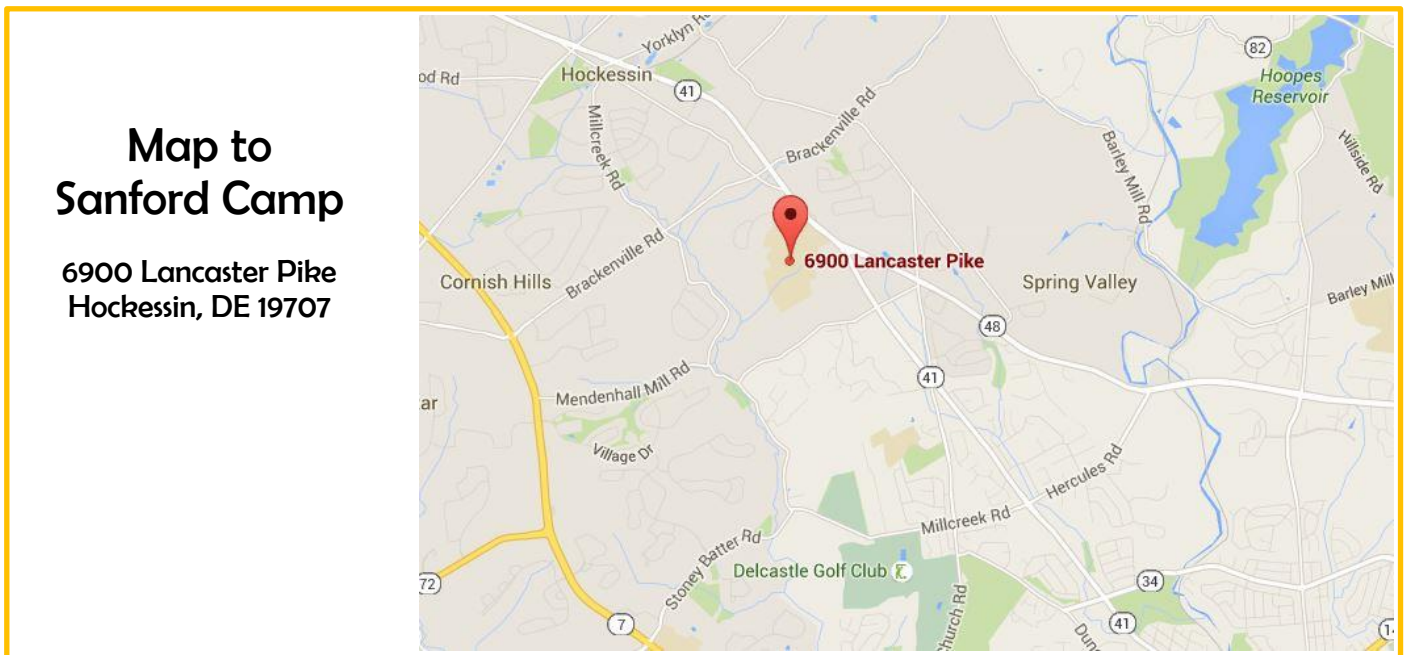 Map to
Sanford Camp
6900 Lancaster Pike
Hockessin, DE 19707
Yorklyn Rd
82
od Rd
Hockessin
41
Hoopes
Reservoir
Millcreek Rd
Brackenville Rd
Barley Mill Rd
Hillside Rd
6900 Lancaster Pike
Brackenville Rd
Cornish Hills
Spring Valley
Barley Mill
48
41
Mendenhall Mill Rd
ar
Village Dr
Hercules Rd
Millcreek Rd
Stoney Batter Rd
Delcastle Golf Club
72
34
7
Church Rd
41